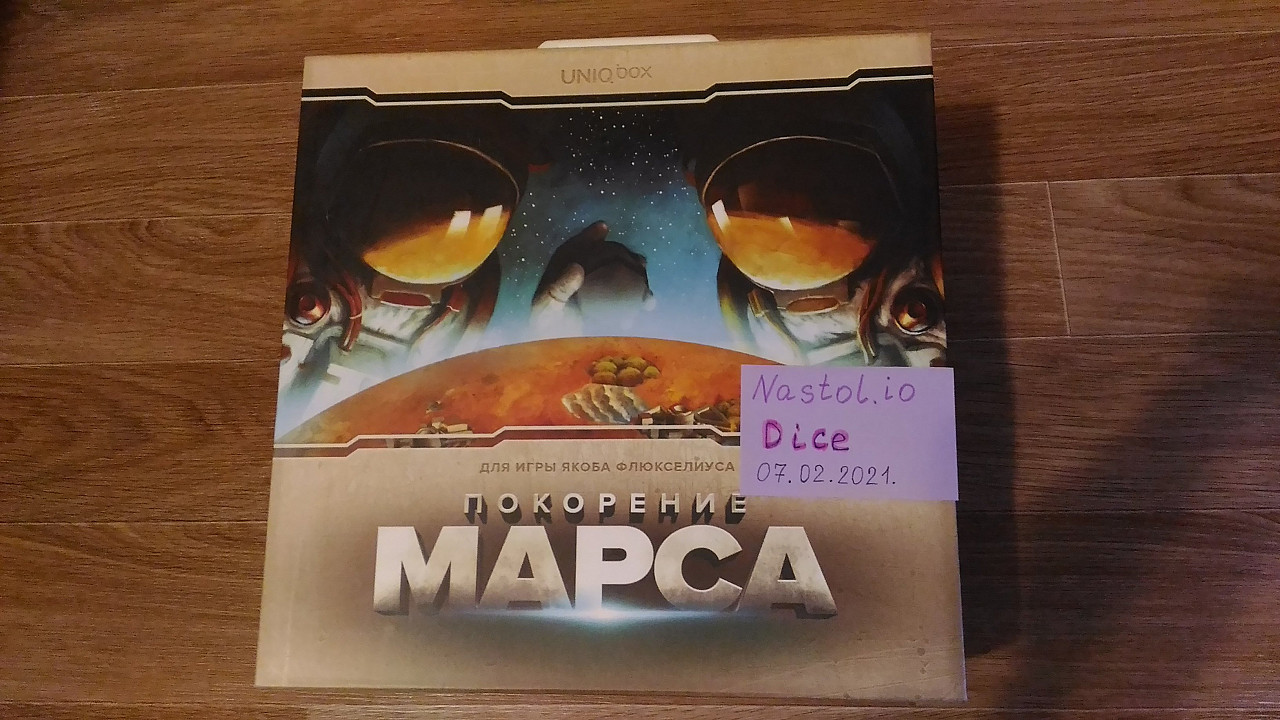 UNIQ box
ДЛЯ ИГРЫ ЯКОБА ФЛЮКСЕЛИУСА
ПОКОРЕНИЕ
МАРСА
Nastol.io
Dice
07.02.2021.